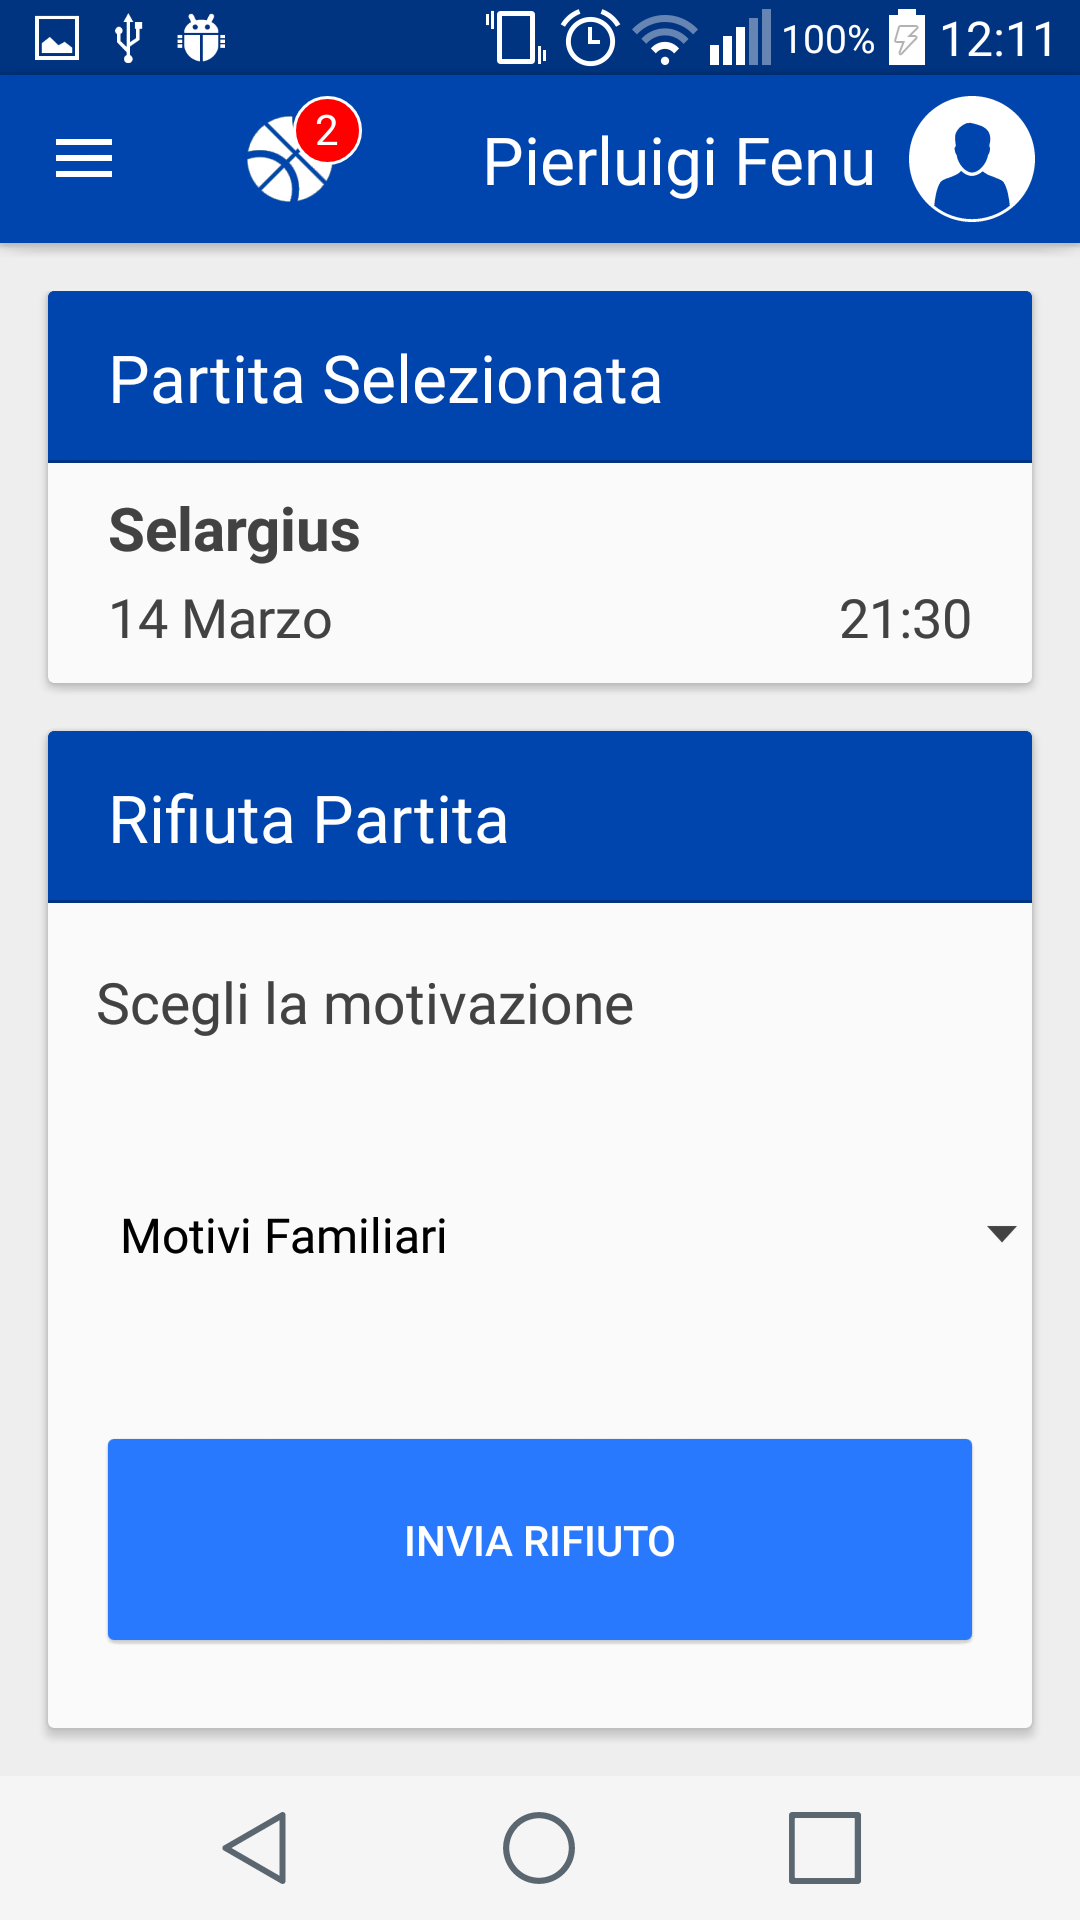 100% 12:11
2
Pierluigi Fenu
Partita Selezionata
Selargius
14 Marzo 21:30
Rifiuta Partita
Scegli la motivazione
Motivi Familiari
INVIA RIFIUTO